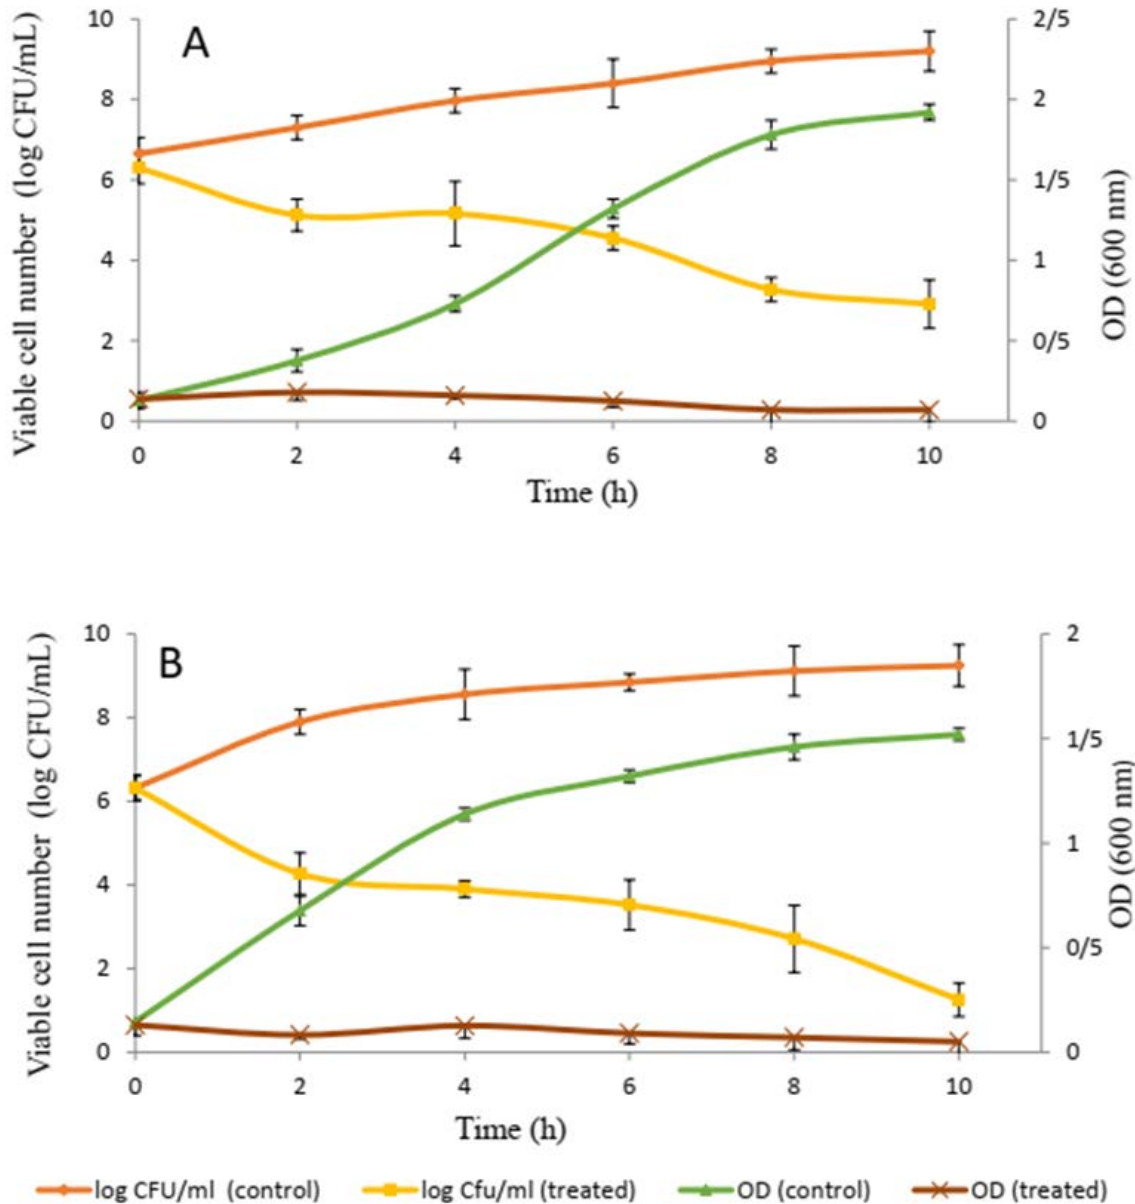 A
Viable cell number (log CFU/mL)
10
8
6
4
2
0
2/5
2
1/5
1
0/5
0
OD (600 nm)
0 2 4 6 8 10
Time (h)
B
Viable cell number (log CFU/mL)
10
8
6
4
2
0
2
1/5
1
0/5
0
OD (600 nm)
0 2 4 6 8 10
Time (h)
log CFU/ml (control) log Cfu/ml (treated) OD (control) OD (treated)